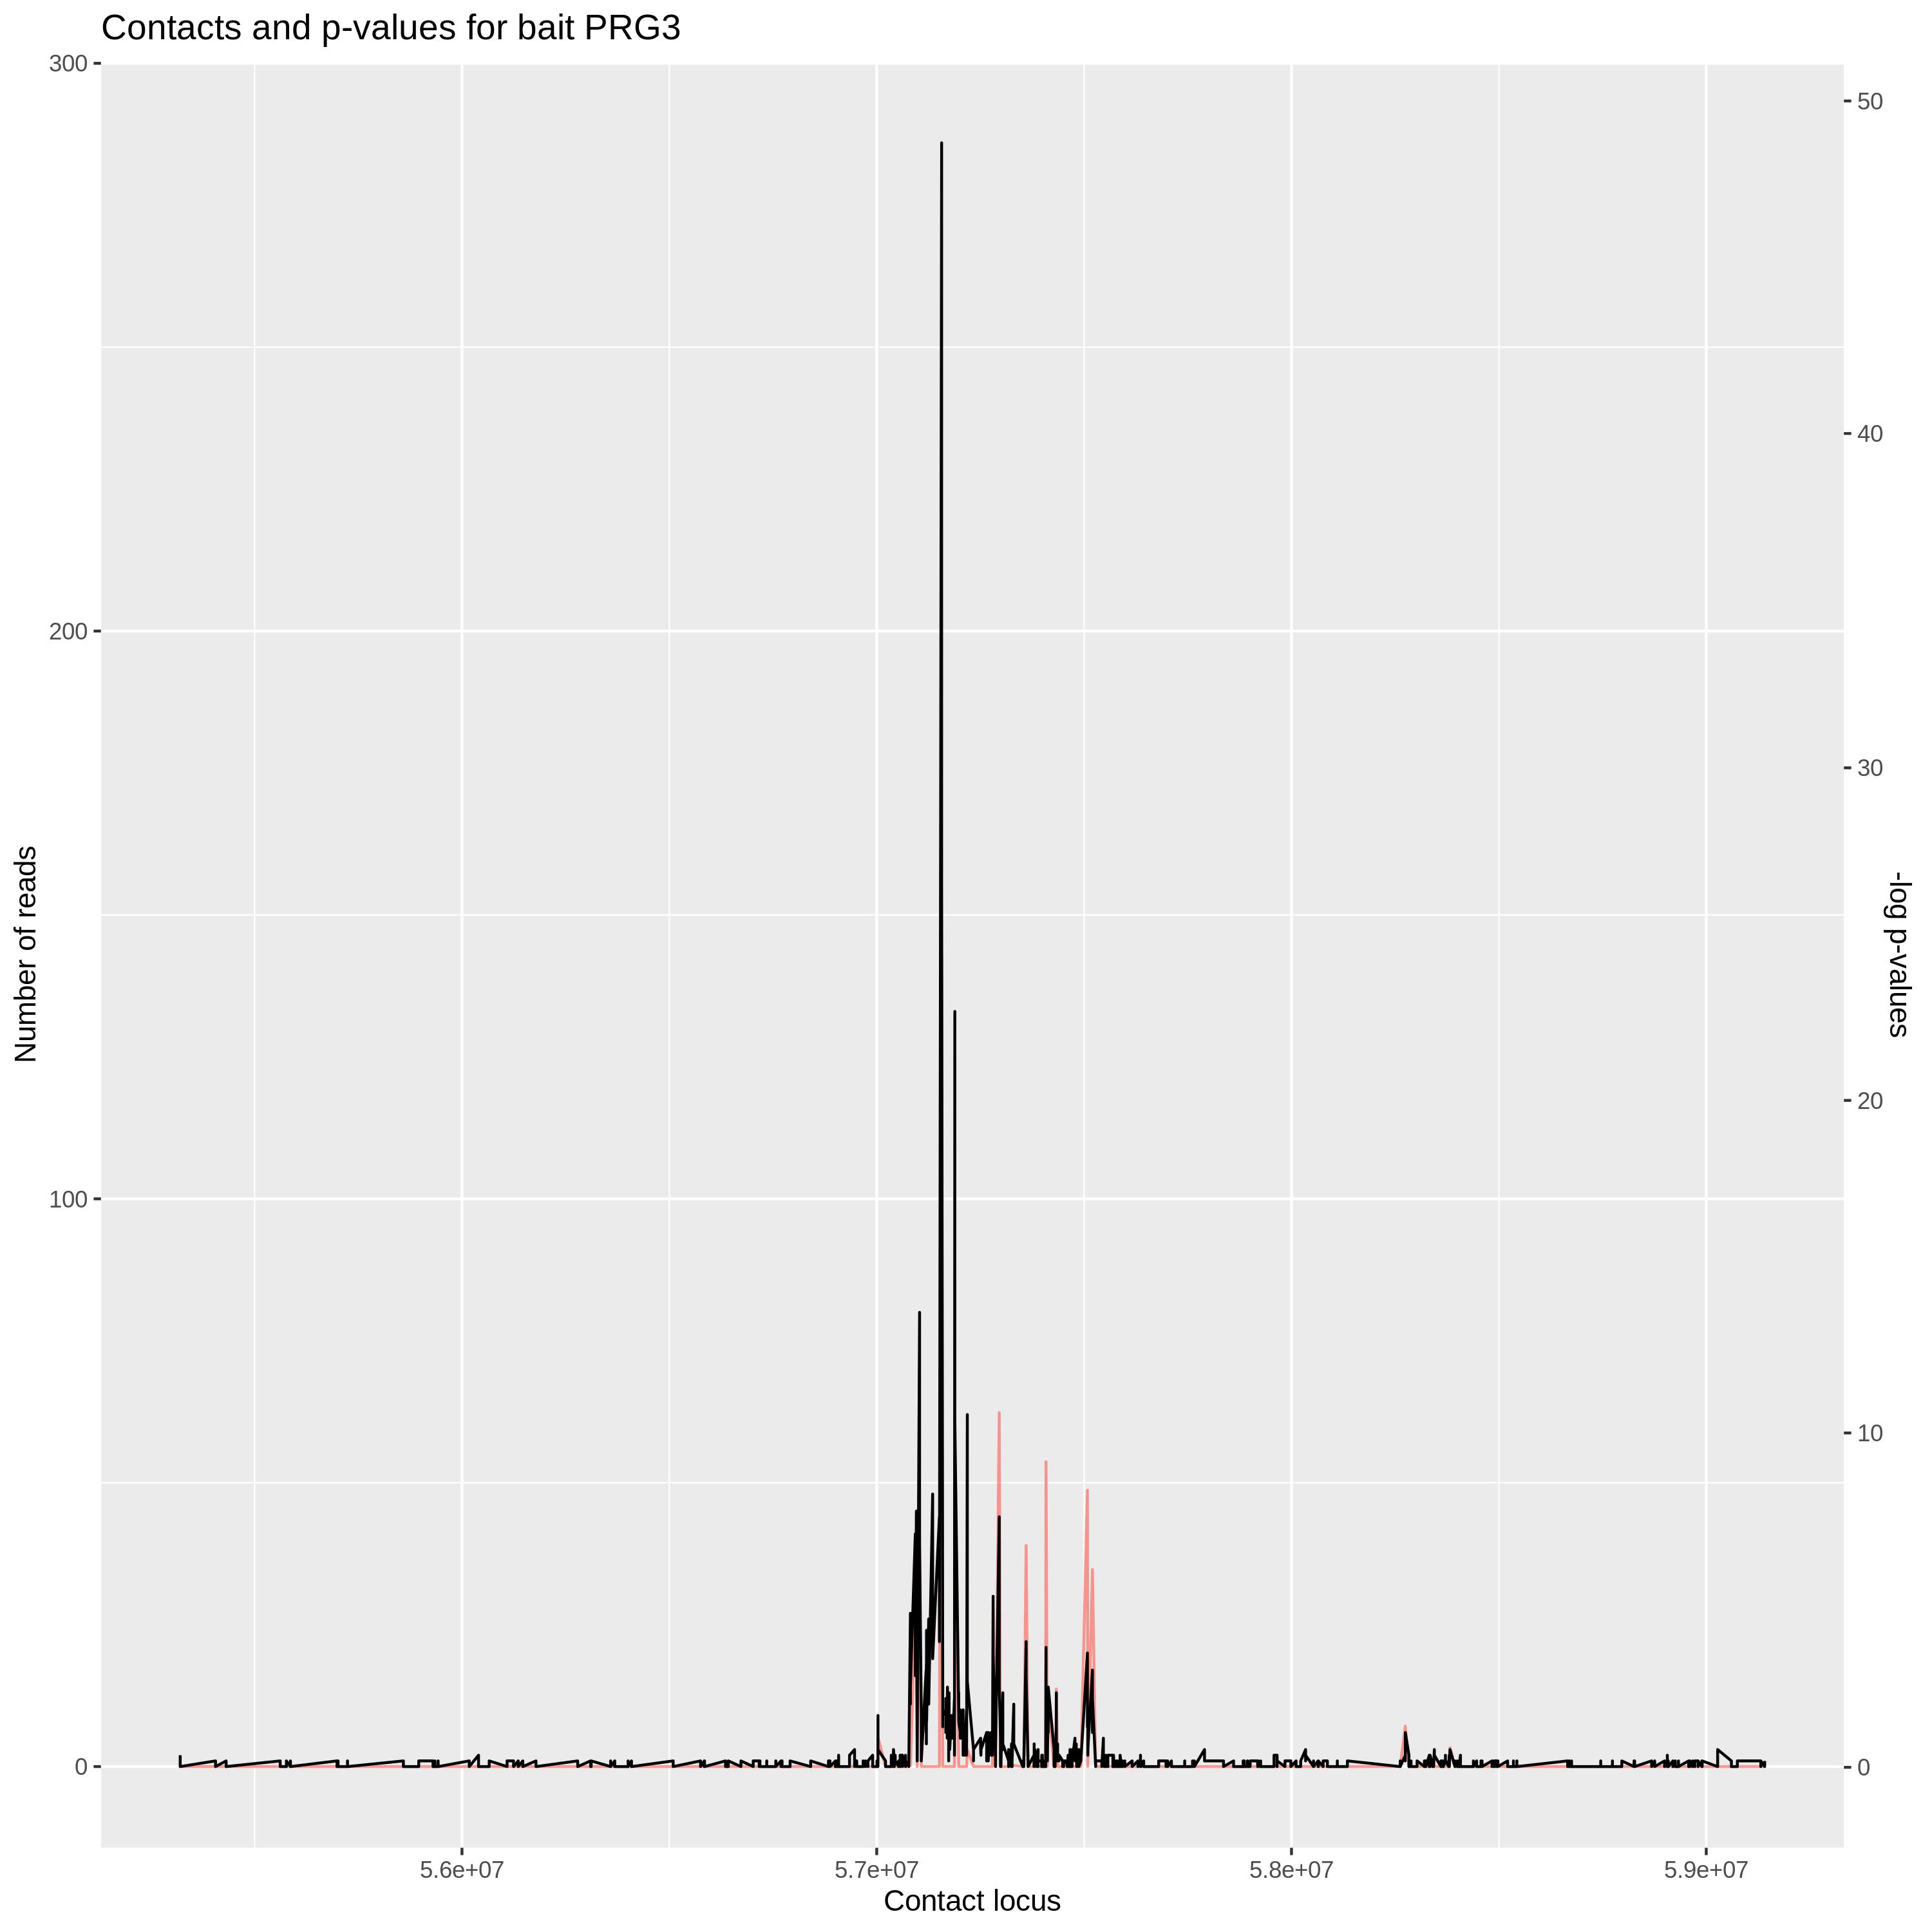 Contacts and p-values for bait PRG3
300
200
100
0
Number of reads
50
40
30
20
10
0
-log p-values
5.6e+07
5.7e+07
5.8e+07
5.9e+07
Contact locus